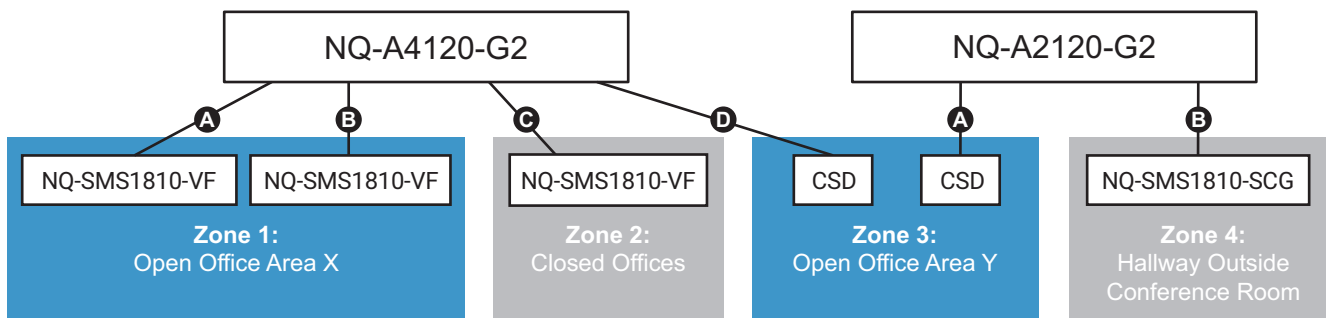 NQ-A4120-G2
NQ-A2120-G2
A
B
C
D
A
B
NQ-SMS1810-VF
NQ-SMS1810-VF
NQ-SMS1810-VF
CSD
CSD
NQ-SMS1810-SCG
Zone 1:
Open Office Area X
Zone 2:
Closed Offices
Zone 3:
Open Office Area Y
Zone 4:
Hallway Outside
Conference Room